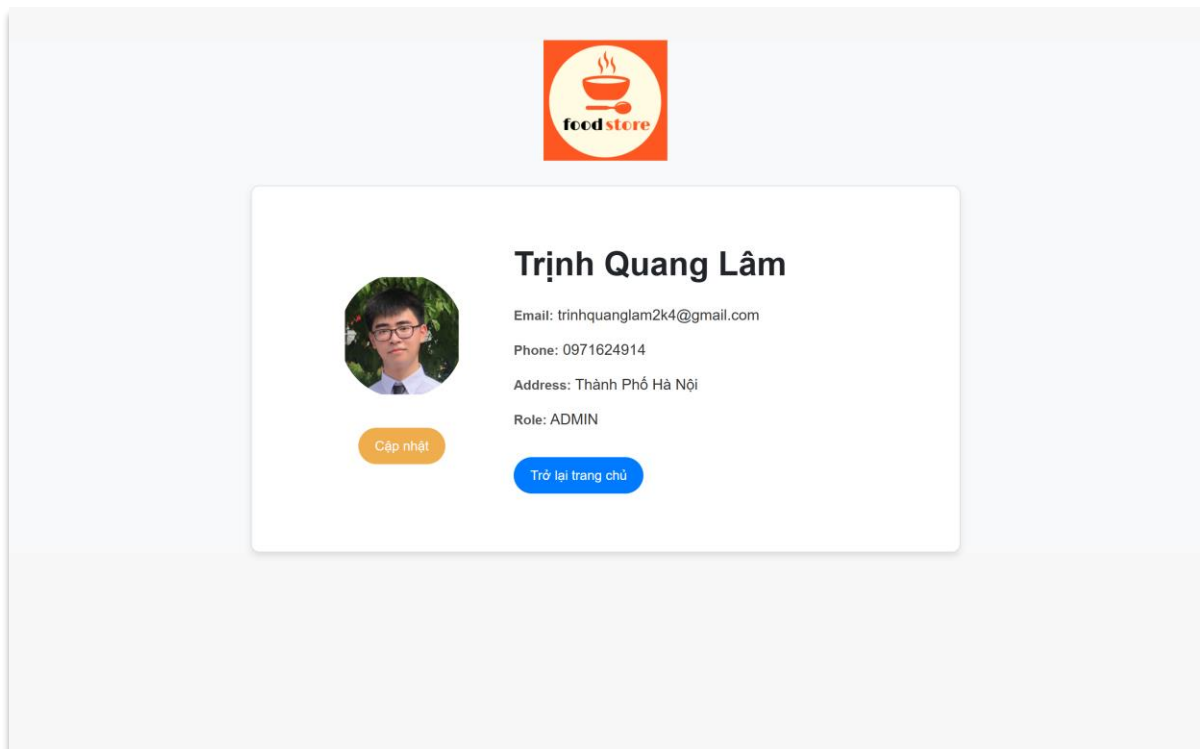 food store
Trịnh Quang Lâm
Email: trinhquanglam2k4@gmail.com
Phone: 0971624914
Address: Thành Phố Hà Nội
Role: ADMIN
Cập nhật
Trở lại trang chủ